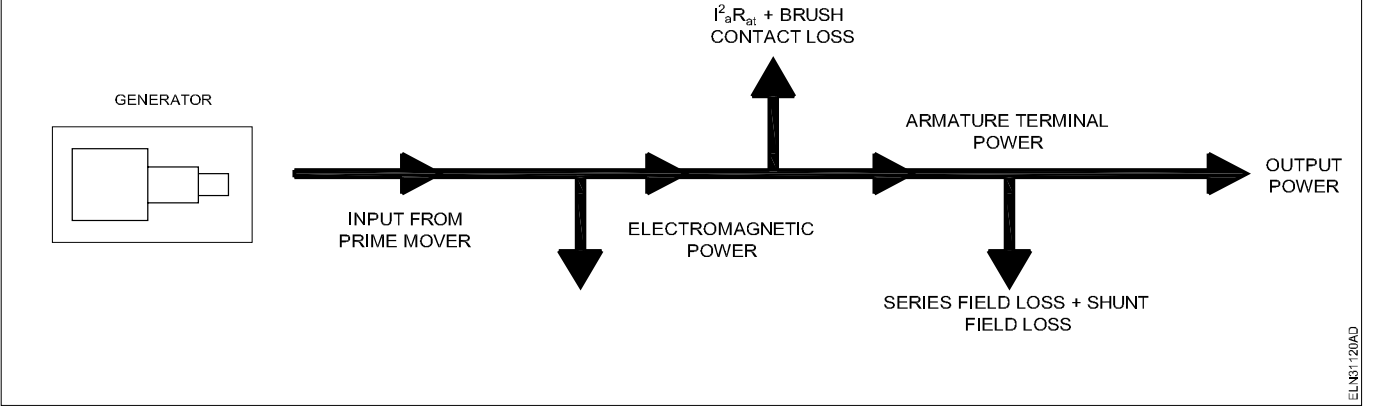 I²ₐRₐₜ + BRUSH
CONTACT LOSS
GENERATOR
ARMATURE TERMINAL
POWER
OUTPUT
POWER
INPUT FROM
PRIME MOVER
ELECTROMAGNETIC
POWER
SERIES FIELD LOSS + SHUNT
FIELD LOSS
ELN31120AD